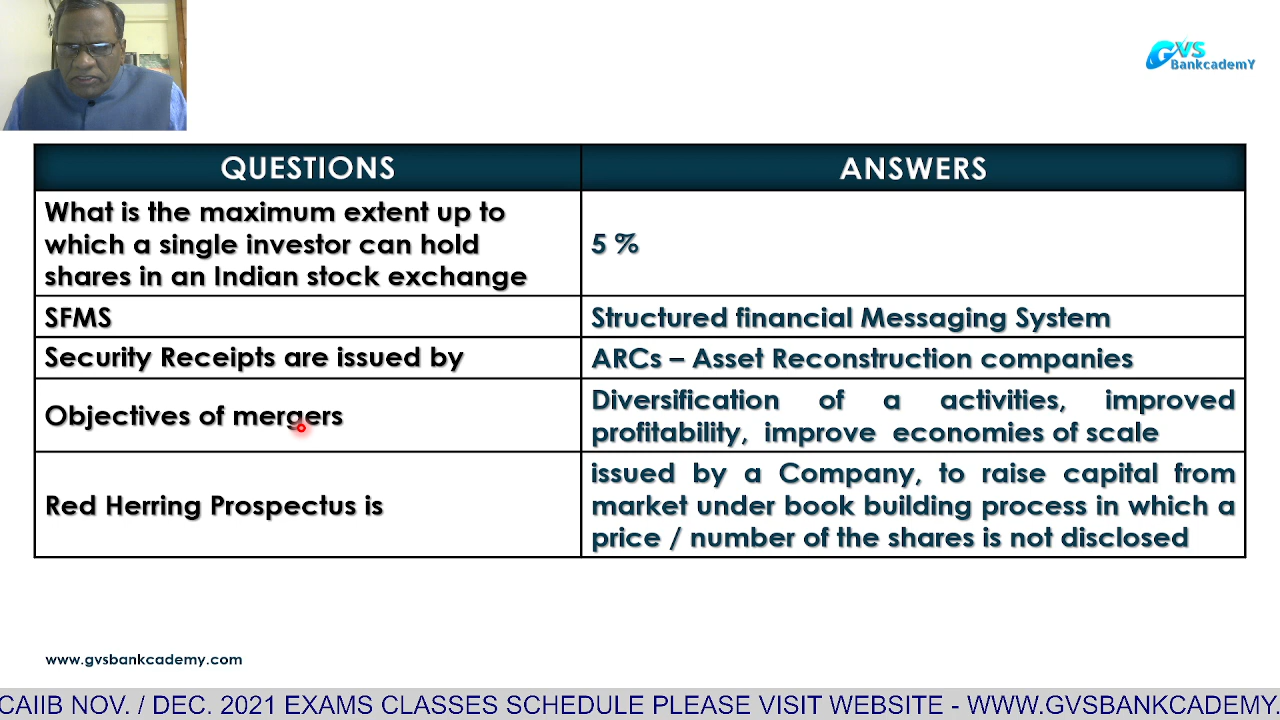 GVS
BankcademY
QUESTIONS
ANSWERS
What is the maximum extent up to
which a single investor can hold
shares in an Indian stock exchange
5 %
SFMS
Structured financial Messaging System
Security Receipts are issued by
ARCs – Asset Reconstruction companies
Objectives of mergers
Diversification of a activities, improved
profitability, improve economies of scale
Red Herring Prospectus is
issued by a Company, to raise capital from
market under book building process in which a
price / number of the shares is not disclosed
www.gvsbankcademy.com
CAIIB NOV. / DEC. 2021 EXAMS CLASSES SCHEDULE PLEASE VISIT WEBSITE - WWW.GVSBANKCADEMY.